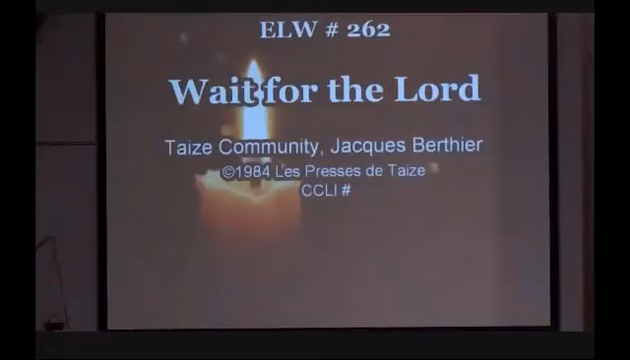 ELW # 262
Wait for the Lord
Taize Community, Jacques Berthier
©1984 Les Presses de Taize
CCLI #